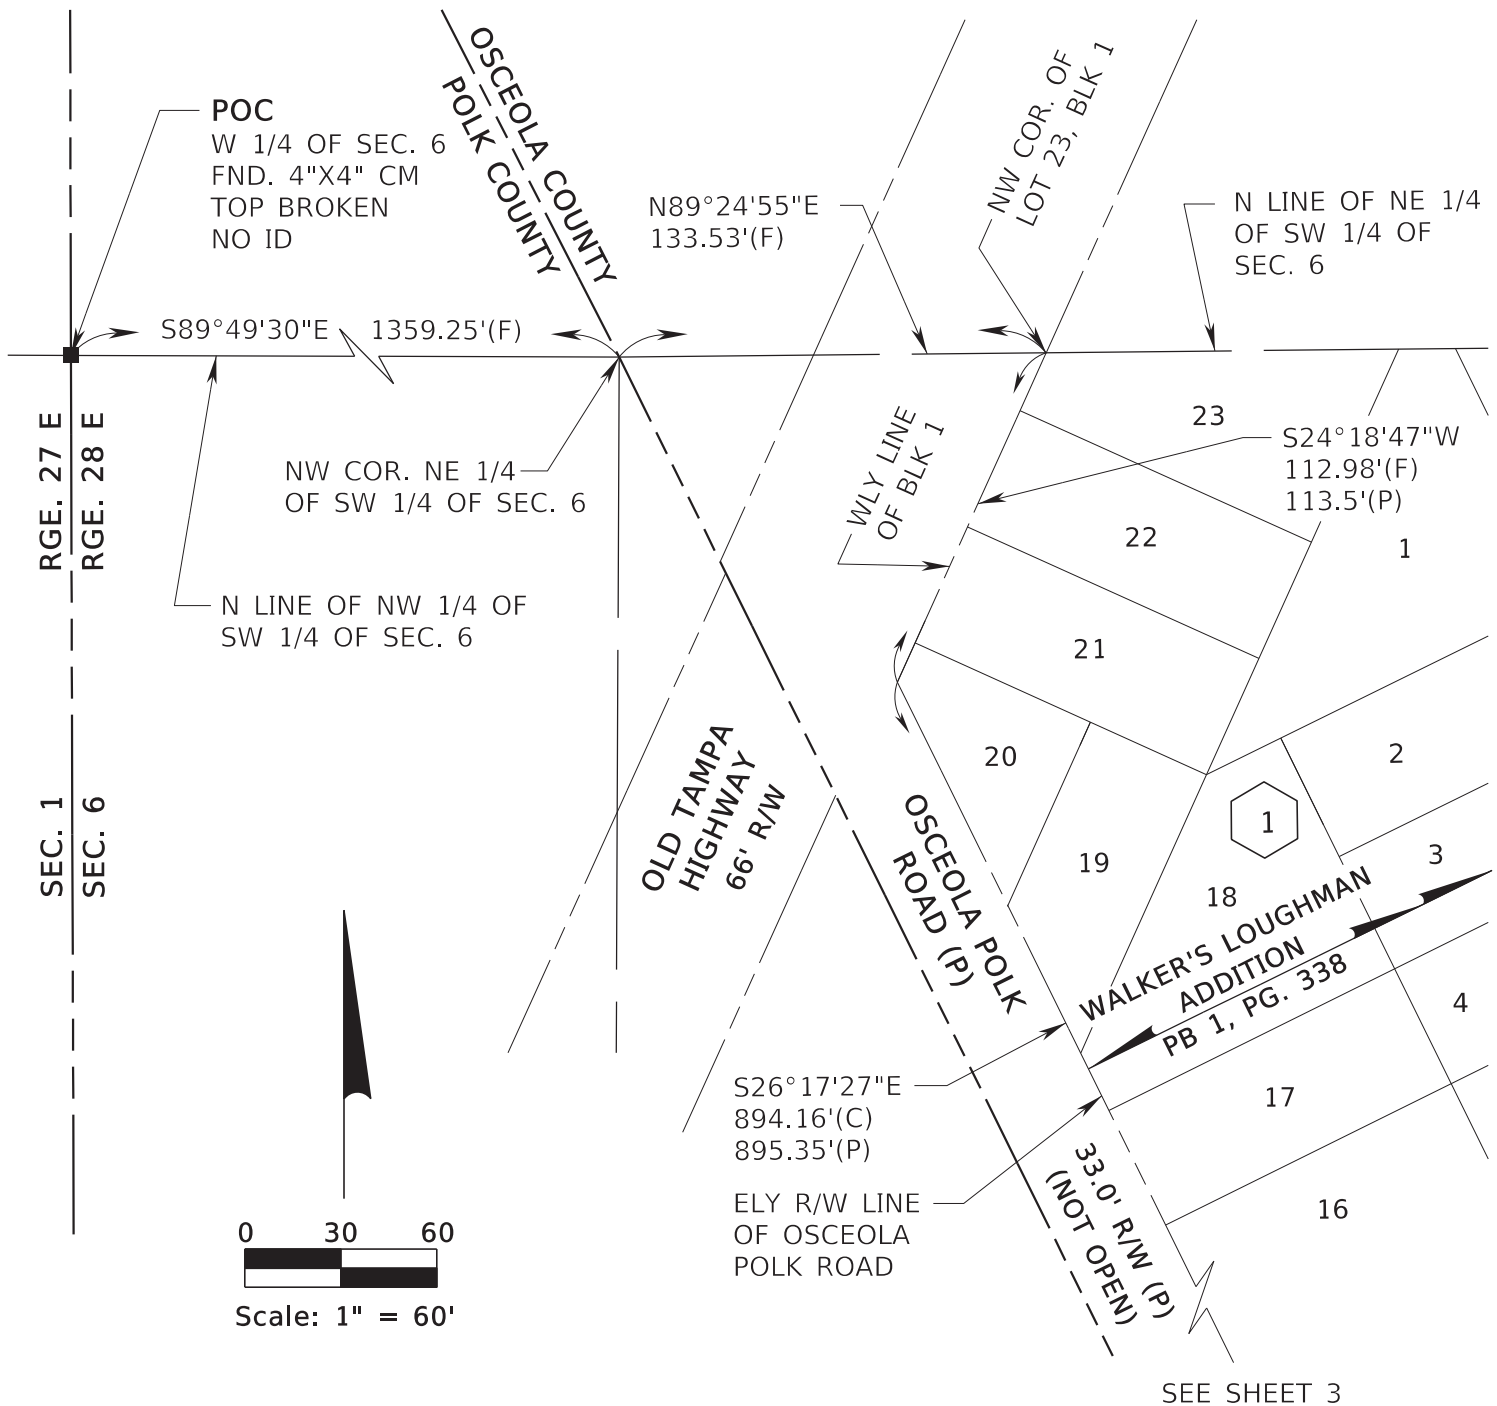 OSCEOLA COUNTY
POLK COUNTY
POC
W 1/4 OF SEC. 6
FND. 4"X4" CM
TOP BROKEN
NO ID
N89°24'55"E
133.53'(F)
NW COR. OF
LOT 23, BLK 1
N LINE OF NE 1/4
OF SW 1/4 OF
SEC. 6
S89°49'30"E 1359.25'(F)
RGE. 27 E
RGE. 28 E
NW COR. NE 1/4
OF SW 1/4 OF SEC. 6
WLY LINE
OF BLK 1
23
S24°18'47"W
112.98'(F)
113.5'(P)
22
1
N LINE OF NW 1/4 OF
SW 1/4 OF SEC. 6
21
OLD TAMPA
HIGHWAY
66' R/W
20
2
SEC. 1
SEC. 6
OSCEOLA POLK
ROAD (P)
1
19
3
18
WALKER'S LOUGHMAN
ADDITION
PB 1, PG. 338
4
S26°17'27"E
894.16'(C)
895.35'(P)
17
ELY R/W LINE
OF OSCEOLA
POLK ROAD
33.0' R/W (P)
(NOT OPEN)
16
0 30 60
Scale: 1" = 60'
SEE SHEET 3